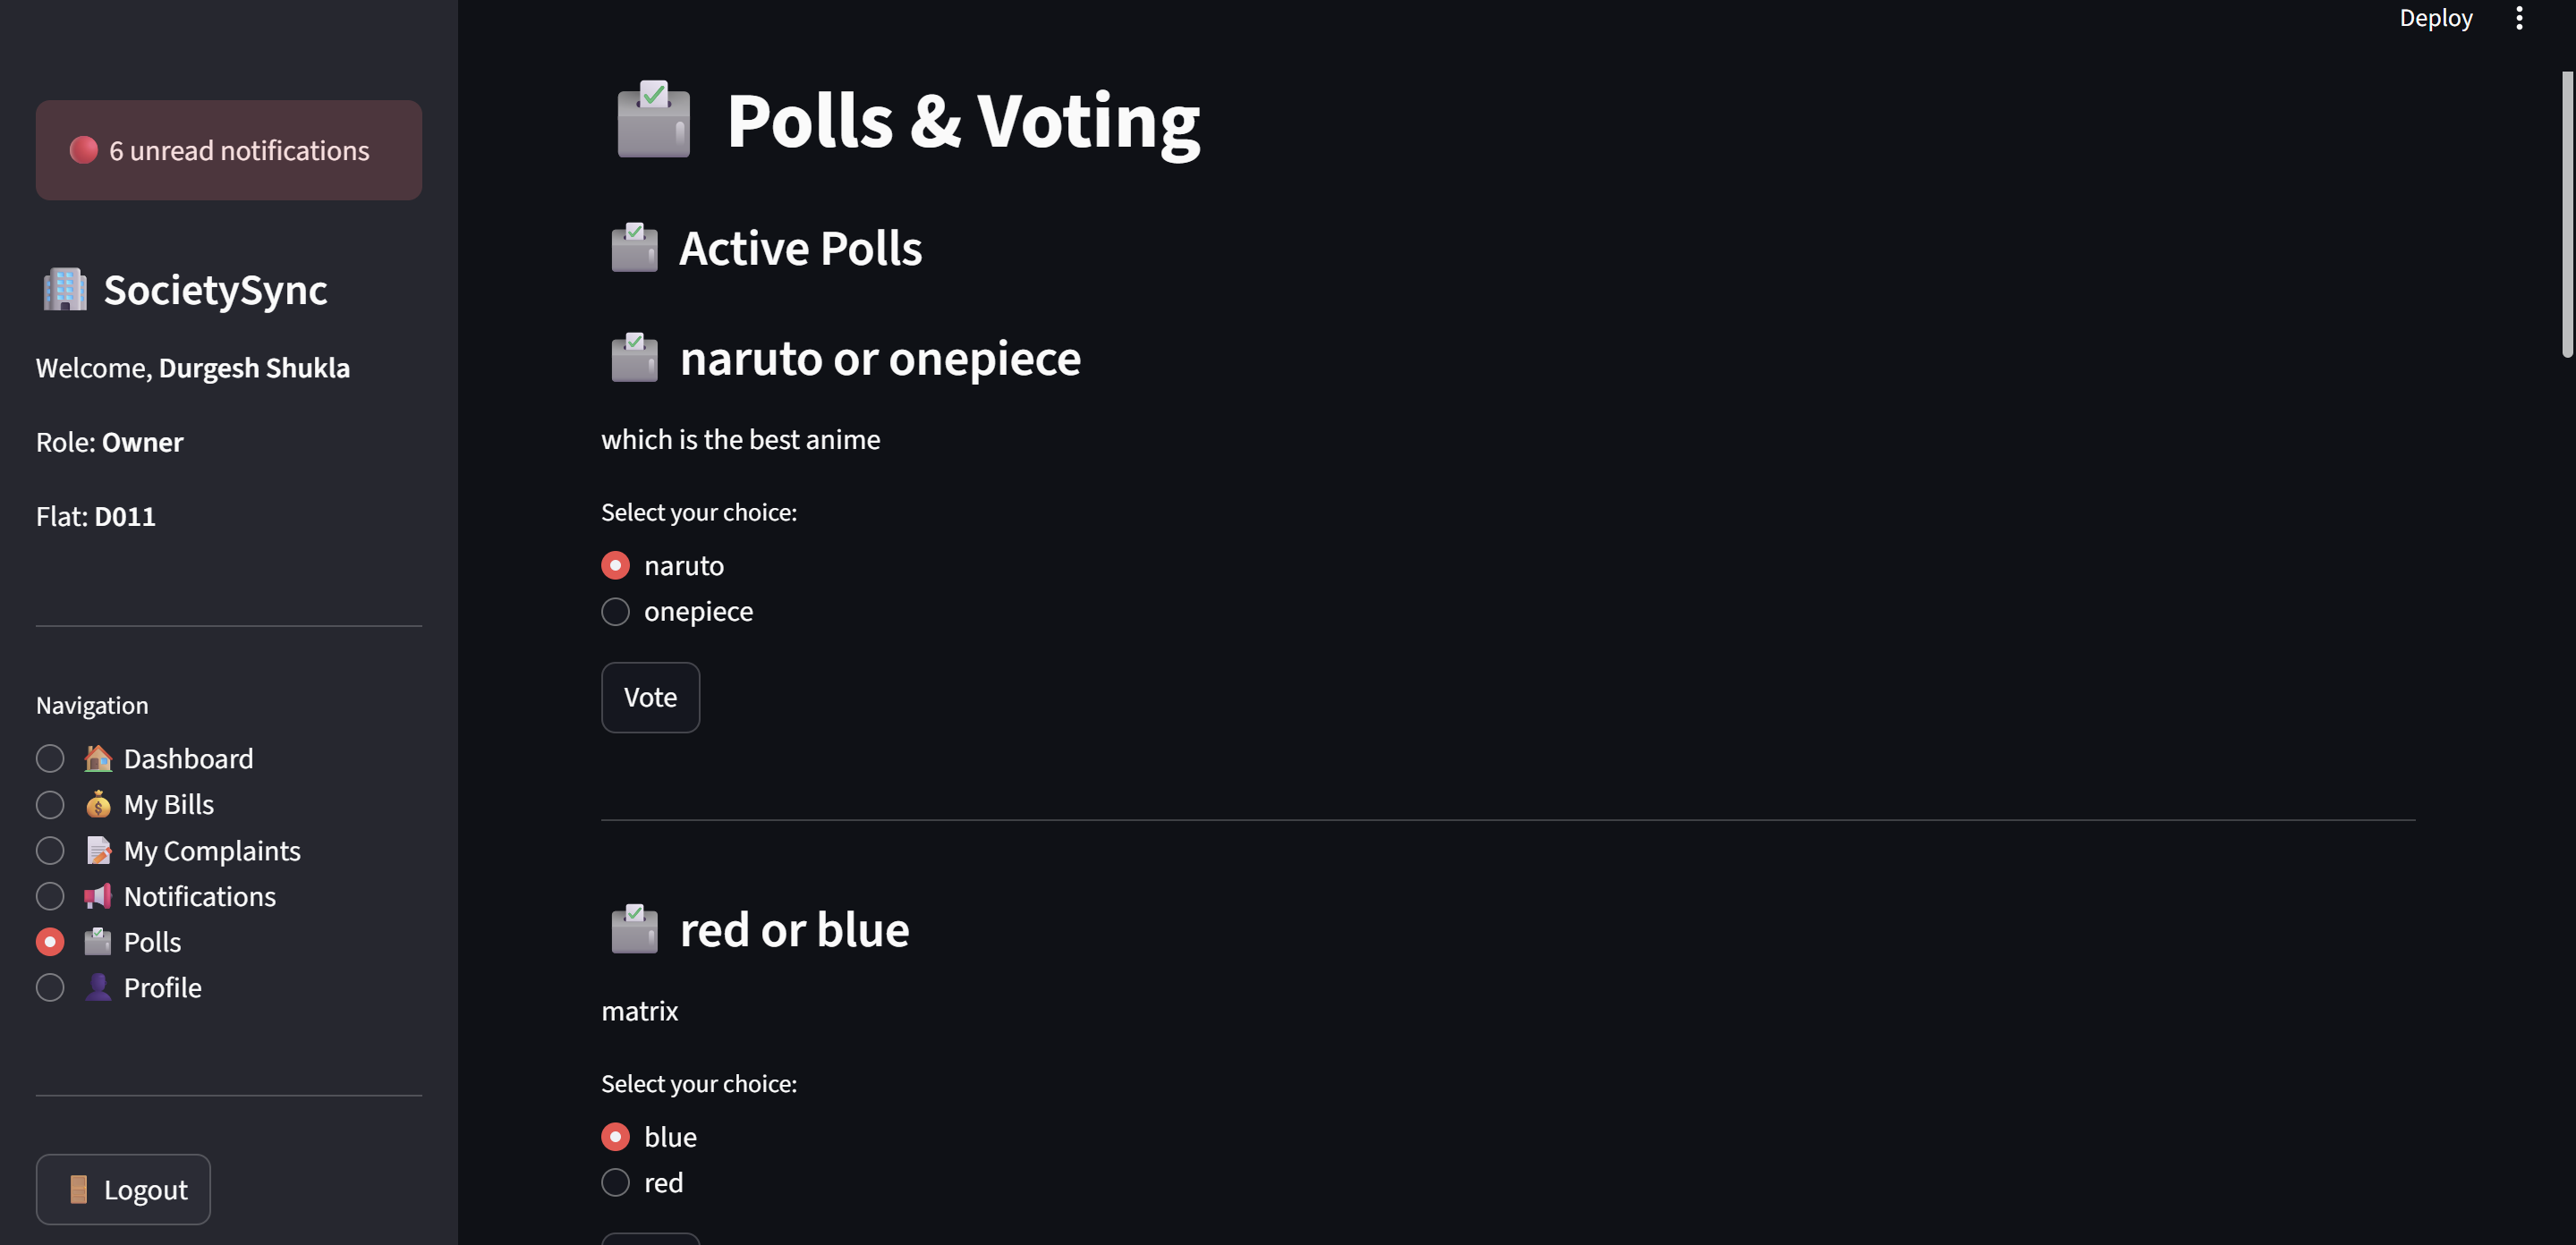 Deploy
6 unread notifications
SocietySync
Welcome, Durgesh Shukla
Role: Owner
Flat: D011
Navigation
Dashboard
My Bills
My Complaints
Notifications
Polls
Profile
Logout
Polls & Voting
Active Polls
naruto or onepiece
which is the best anime
Select your choice:
naruto
onepiece
Vote
red or blue
matrix
Select your choice:
blue
red